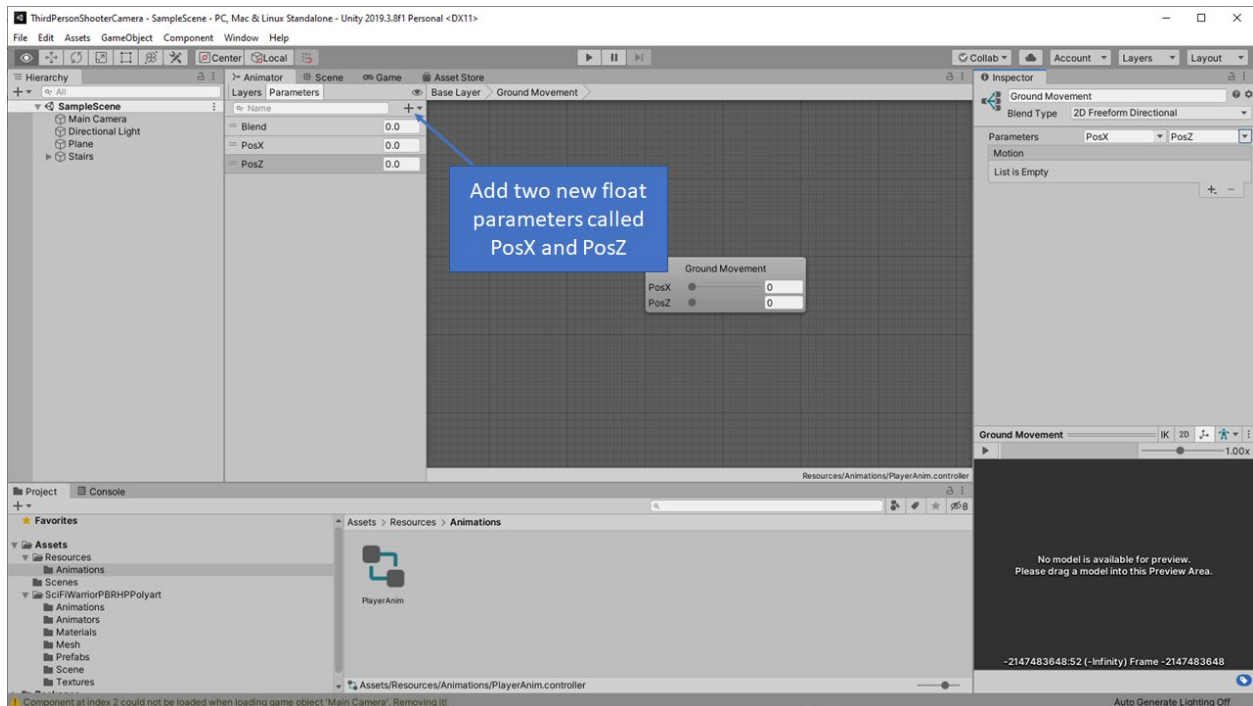 ThirdPersonShooterCamera - SampleScene - PC, Mac & Linux Standalone - Unity 2019.3.8f1 Personal <DX11>
File Edit Assets GameObject Component Window Help
Center Local Collab Account Layers Layout
Hierarchy
All
SampleScene
Main Camera
Directional Light
Plane
Stairs
Animator Scene Game Asset Store
Layers Parameters
Base Layer Ground Movement
Name
Blend 0.0
PosX 0.0
PosZ 0.0
Add two new float
parameters called
PosX and PosZ
Ground Movement
PosX 0
PosZ 0
Resources/Animations/PlayerAnim.controller
Inspector
Ground Movement
Blend Type 2D Freeform Directional
Parameters PosX PosZ
Motion
List is Empty
Ground Movement IK 2D
1.00x
No model is available for preview.
Please drag a model into this Preview Area.
-2147483648:52 (-Infinity) Frame -2147483648
Project Console
8
Favorites
Assets
Resources
Animations
Scenes
SciFiWarriorPBRHPPolyart
Animations
Animators
Materials
Mesh
Prefabs
Scene
Textures
Assets > Resources > Animations
PlayerAnim
Assets/Resources/Animations/PlayerAnim.controller
Component at index 2 could not be loaded when loading game object 'Main Camera'. Removing it!
Auto Generate Lighting Off